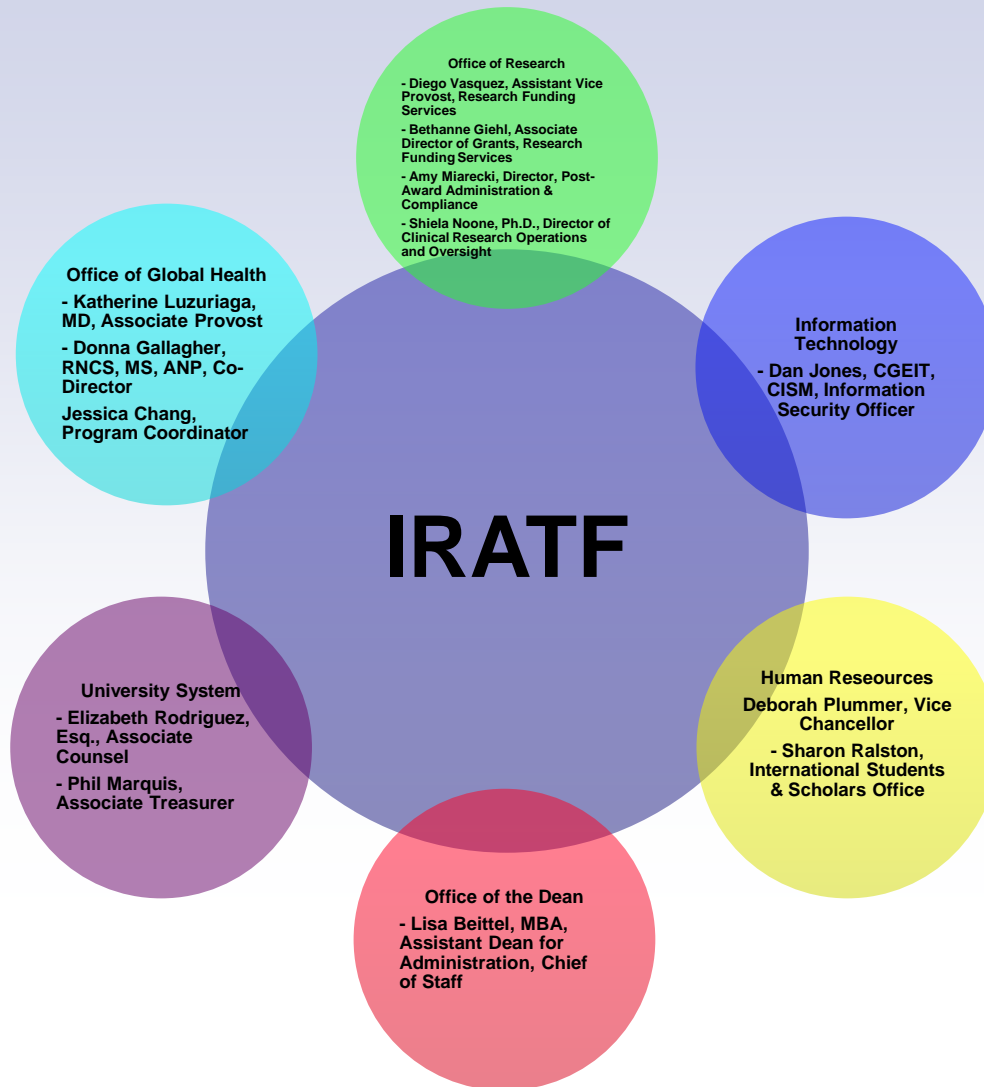 Office of Research
- Diego Vasquez, Assistant Vice
Provost, Research Funding
Services
- Bethanne Giehl, Associate
Director of Grants, Research
Funding Services
- Amy Miarecki, Director, Post-
Award Administration &
Compliance
- Shiela Noone, Ph.D., Director of
Clinical Research Operations
and Oversight
Office of Global Health
- Katherine Luzuriaga,
MD, Associate Provost
- Donna Gallagher,
RNCS, MS, ANP, Co-
Director
Jessica Chang,
Program Coordinator
Information
Technology
- Dan Jones, CGEIT,
CISM, Information
Security Officer
IRATF
University System
- Elizabeth Rodriguez,
Esq., Associate
Counsel
- Phil Marquis,
Associate Treasurer
Human Reseources
Deborah Plummer, Vice
Chancellor
- Sharon Ralston,
International Students
& Scholars Office
Office of the Dean
- Lisa Beittel, MBA,
Assistant Dean for
Administration, Chief
of Staff